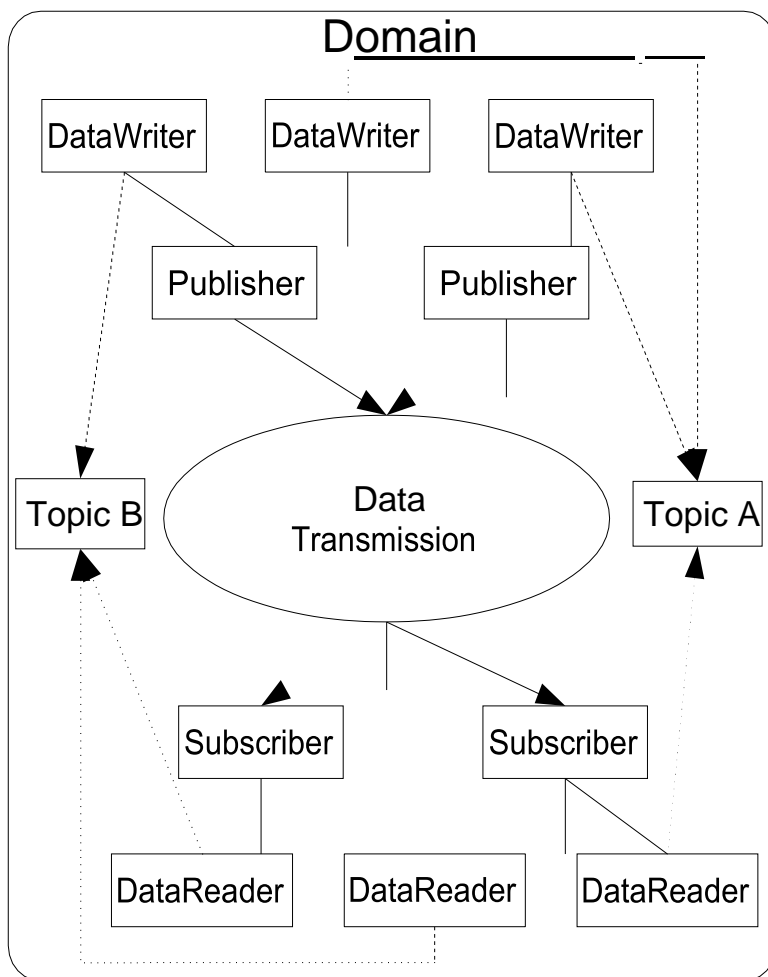 Domain
DataWriter
DataWriter
DataWriter
Publisher
Publisher
Data
Transmission
Topic B
Topic A
Subscriber
Subscriber
DataReader
DataReader
DataReader